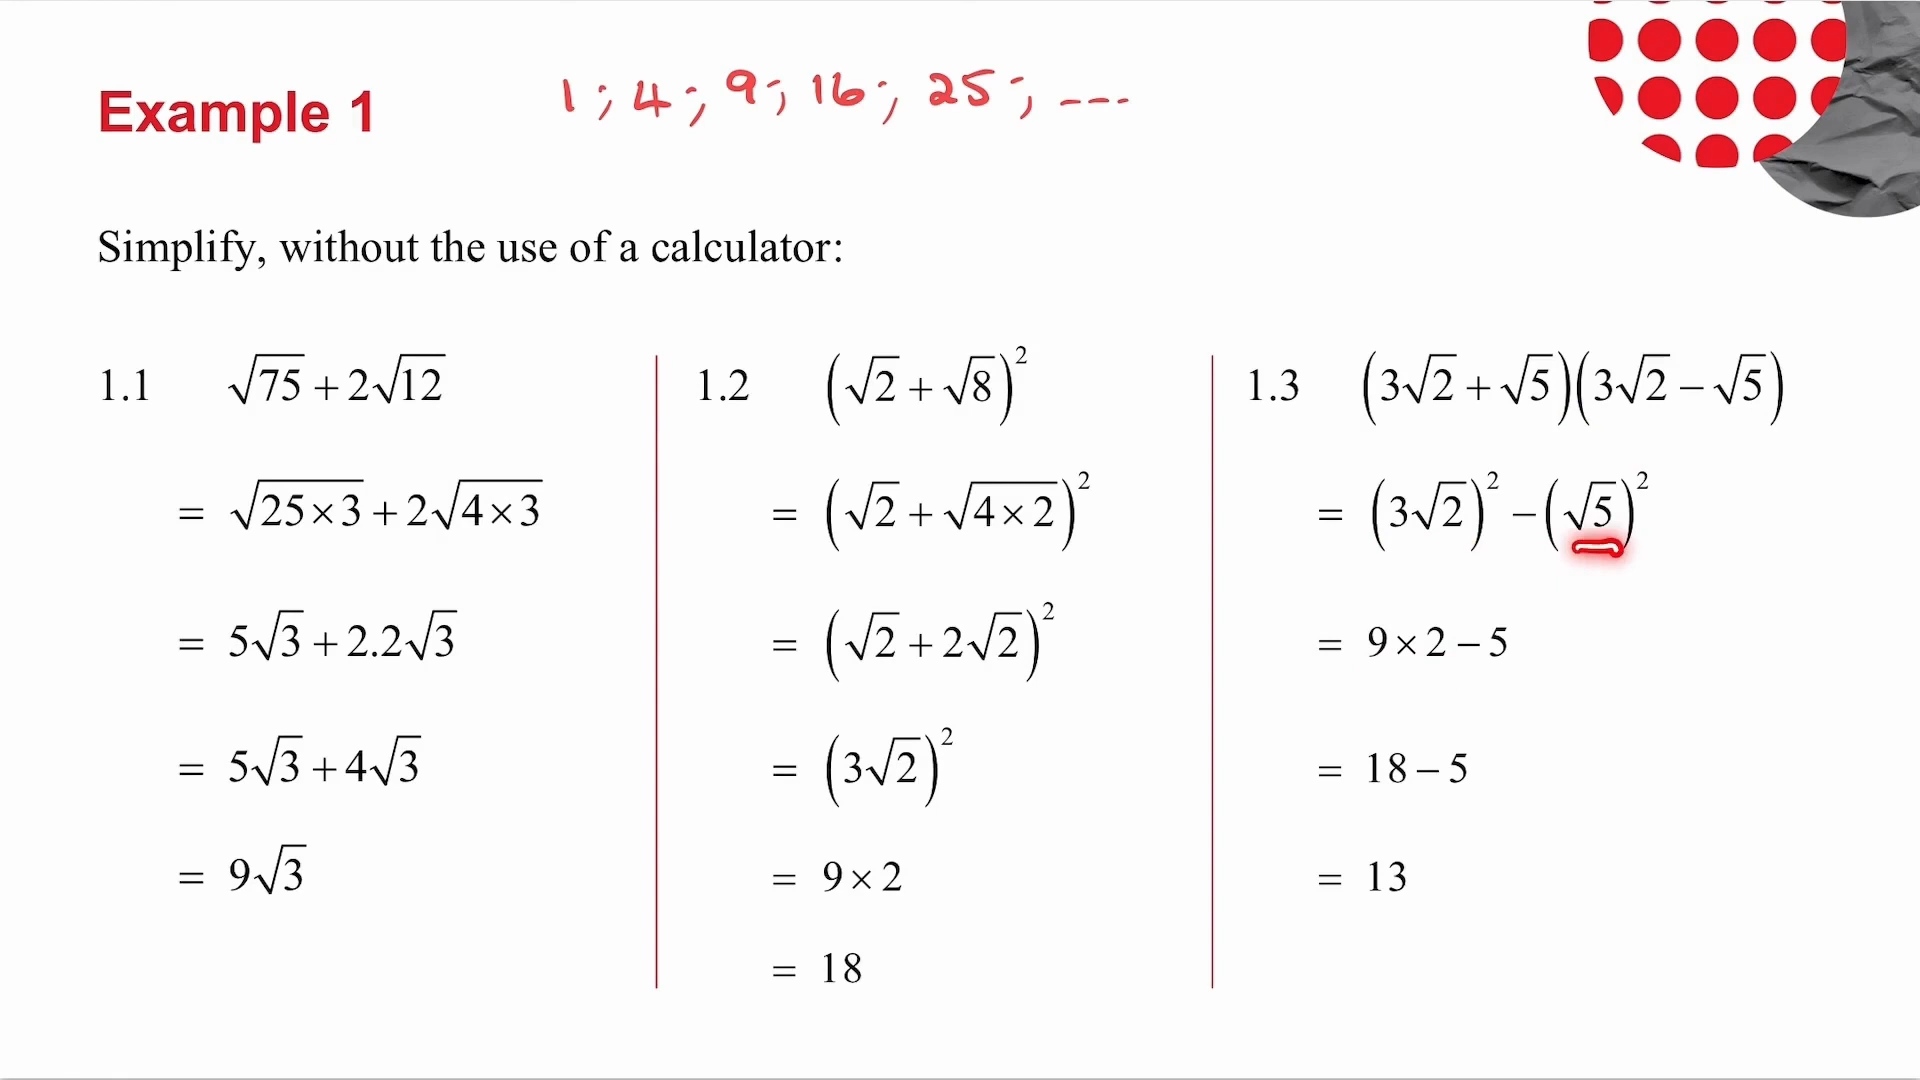 Example 1
1 ; 4 ; 9 ; 16 ; 25 ; ---
Simplify, without the use of a calculator:
1.1 √75 + 2√12
= √(25×3) + 2√(4×3)
= 5√3 + 2.2√3
= 5√3 + 4√3
= 9√3
1.2 (√2 + √8)²
= (√2 + √(4×2))²
= (√2 + 2√2)²
= (3√2)²
= 9×2
= 18
1.3 (3√2 + √5)(3√2 − √5)
= (3√2)² − (√5)²
= 9×2−5
= 18−5
= 13